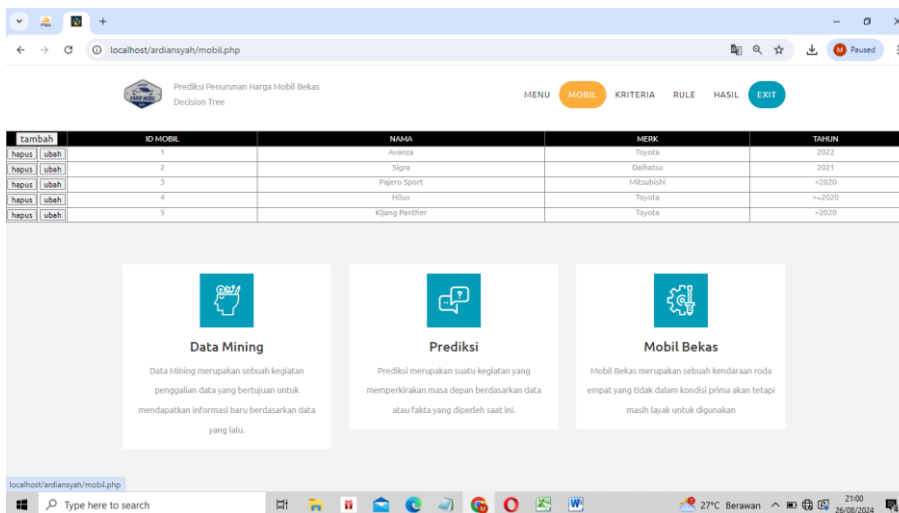 localhost/ardiansyah/mobil.php
Paused
Prediksi Penurunan Harga Mobil Bekas
Decision Tree
MENU MOBIL KRITERIA RULE HASIL EXIT
tambah ID MOBIL NAMA MERK TAHUN
hapus ubah 1 Avanza Toyota 2022
hapus ubah 2 Sigra Daihatsu 2021
hapus ubah 3 Pajero Sport Mitsubishi <2020
hapus ubah 4 Hilux Toyota >=2020
hapus ubah 5 Kijang Panther Toyota >2020
Data Mining
Data Mining merupakan sebuah kegiatan
penggalian data yang bertujuan untuk
mendapatkan informasi baru berdasarkan data
yang lalu.
Prediksi
Prediksi merupakan suatu kegiatan yang
memperkirakan masa depan berdasarkan data
atau fakta yang diperleh saat ini.
Mobil Bekas
Mobil Bekas merupakan sebuah kendaraan roda
empat yang tidak dalam kondisi prima akan tetapi
masih layak untuk digunakan
localhost/ardiansyah/mobil.php
Type here to search
27°C Berawan
21:00
26/08/2024